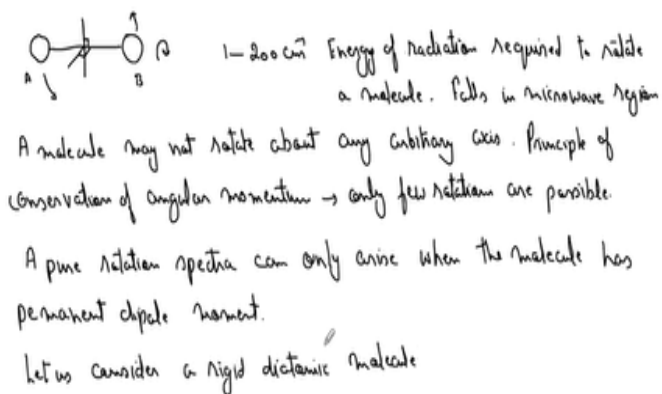 1-200 cm⁻¹ Energy of radiation required to rotate
a molecule. Falls in microwave region
A B
A molecule may not rotate about any arbitrary axis. Principle of
conservation of angular momentum → only few rotations are possible.
A pure rotation spectra can only arise when the molecule has
permanent dipole moment.
Let us consider a rigid diatomic molecule